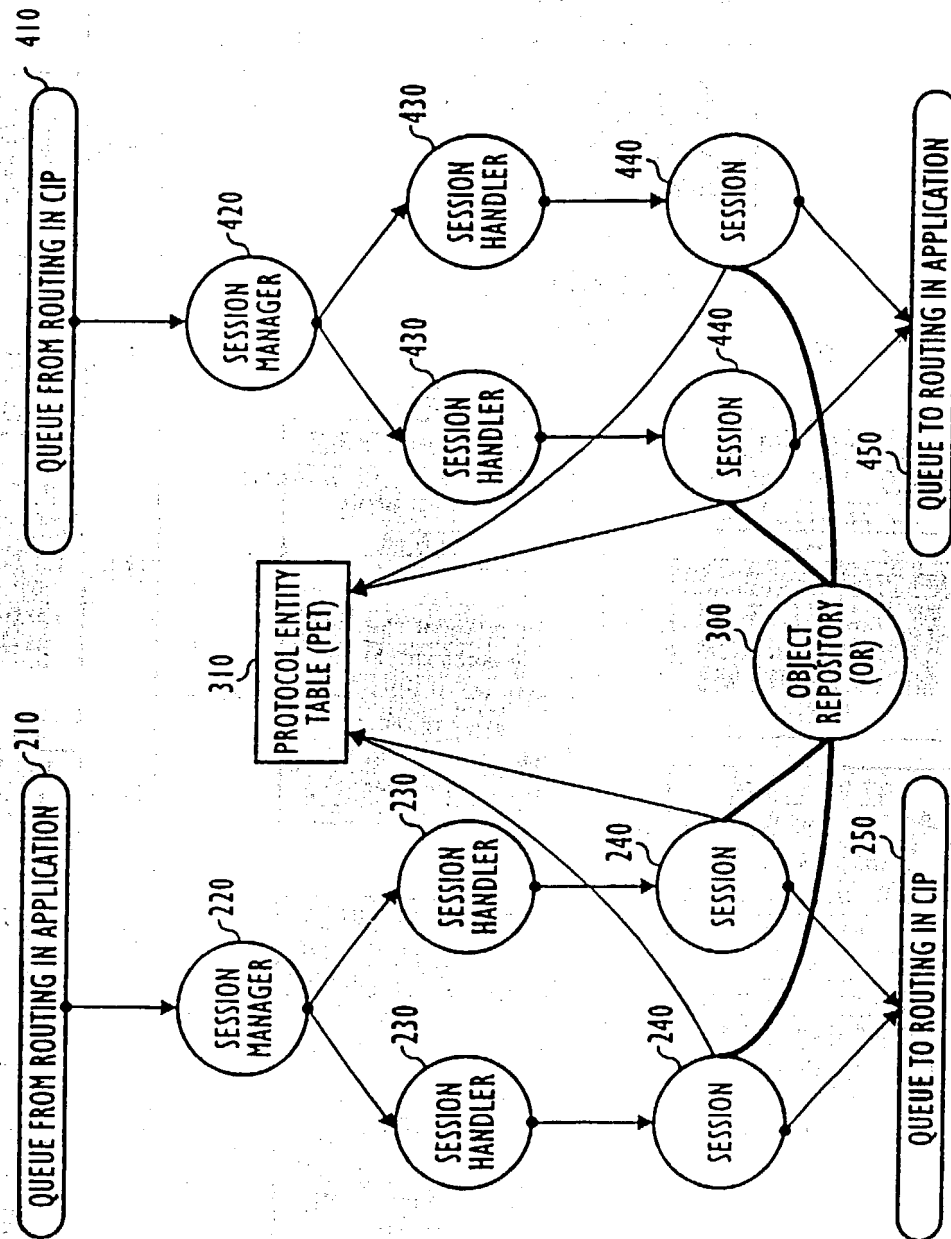 QUEUE FROM ROUTING IN APPLICATION
210
QUEUE FROM ROUTING IN CIP
410
220
SESSION
MANAGER
420
SESSION
MANAGER
230
SESSION
HANDLER
230
SESSION
HANDLER
310
PROTOCOL ENTITY
TABLE (PET)
430
SESSION
HANDLER
430
SESSION
HANDLER
240
SESSION
240
SESSION
440
SESSION
440
SESSION
300
OBJECT
REPOSITORY
(OR)
250
QUEUE TO ROUTING IN CIP
450
QUEUE TO ROUTING IN APPLICATION